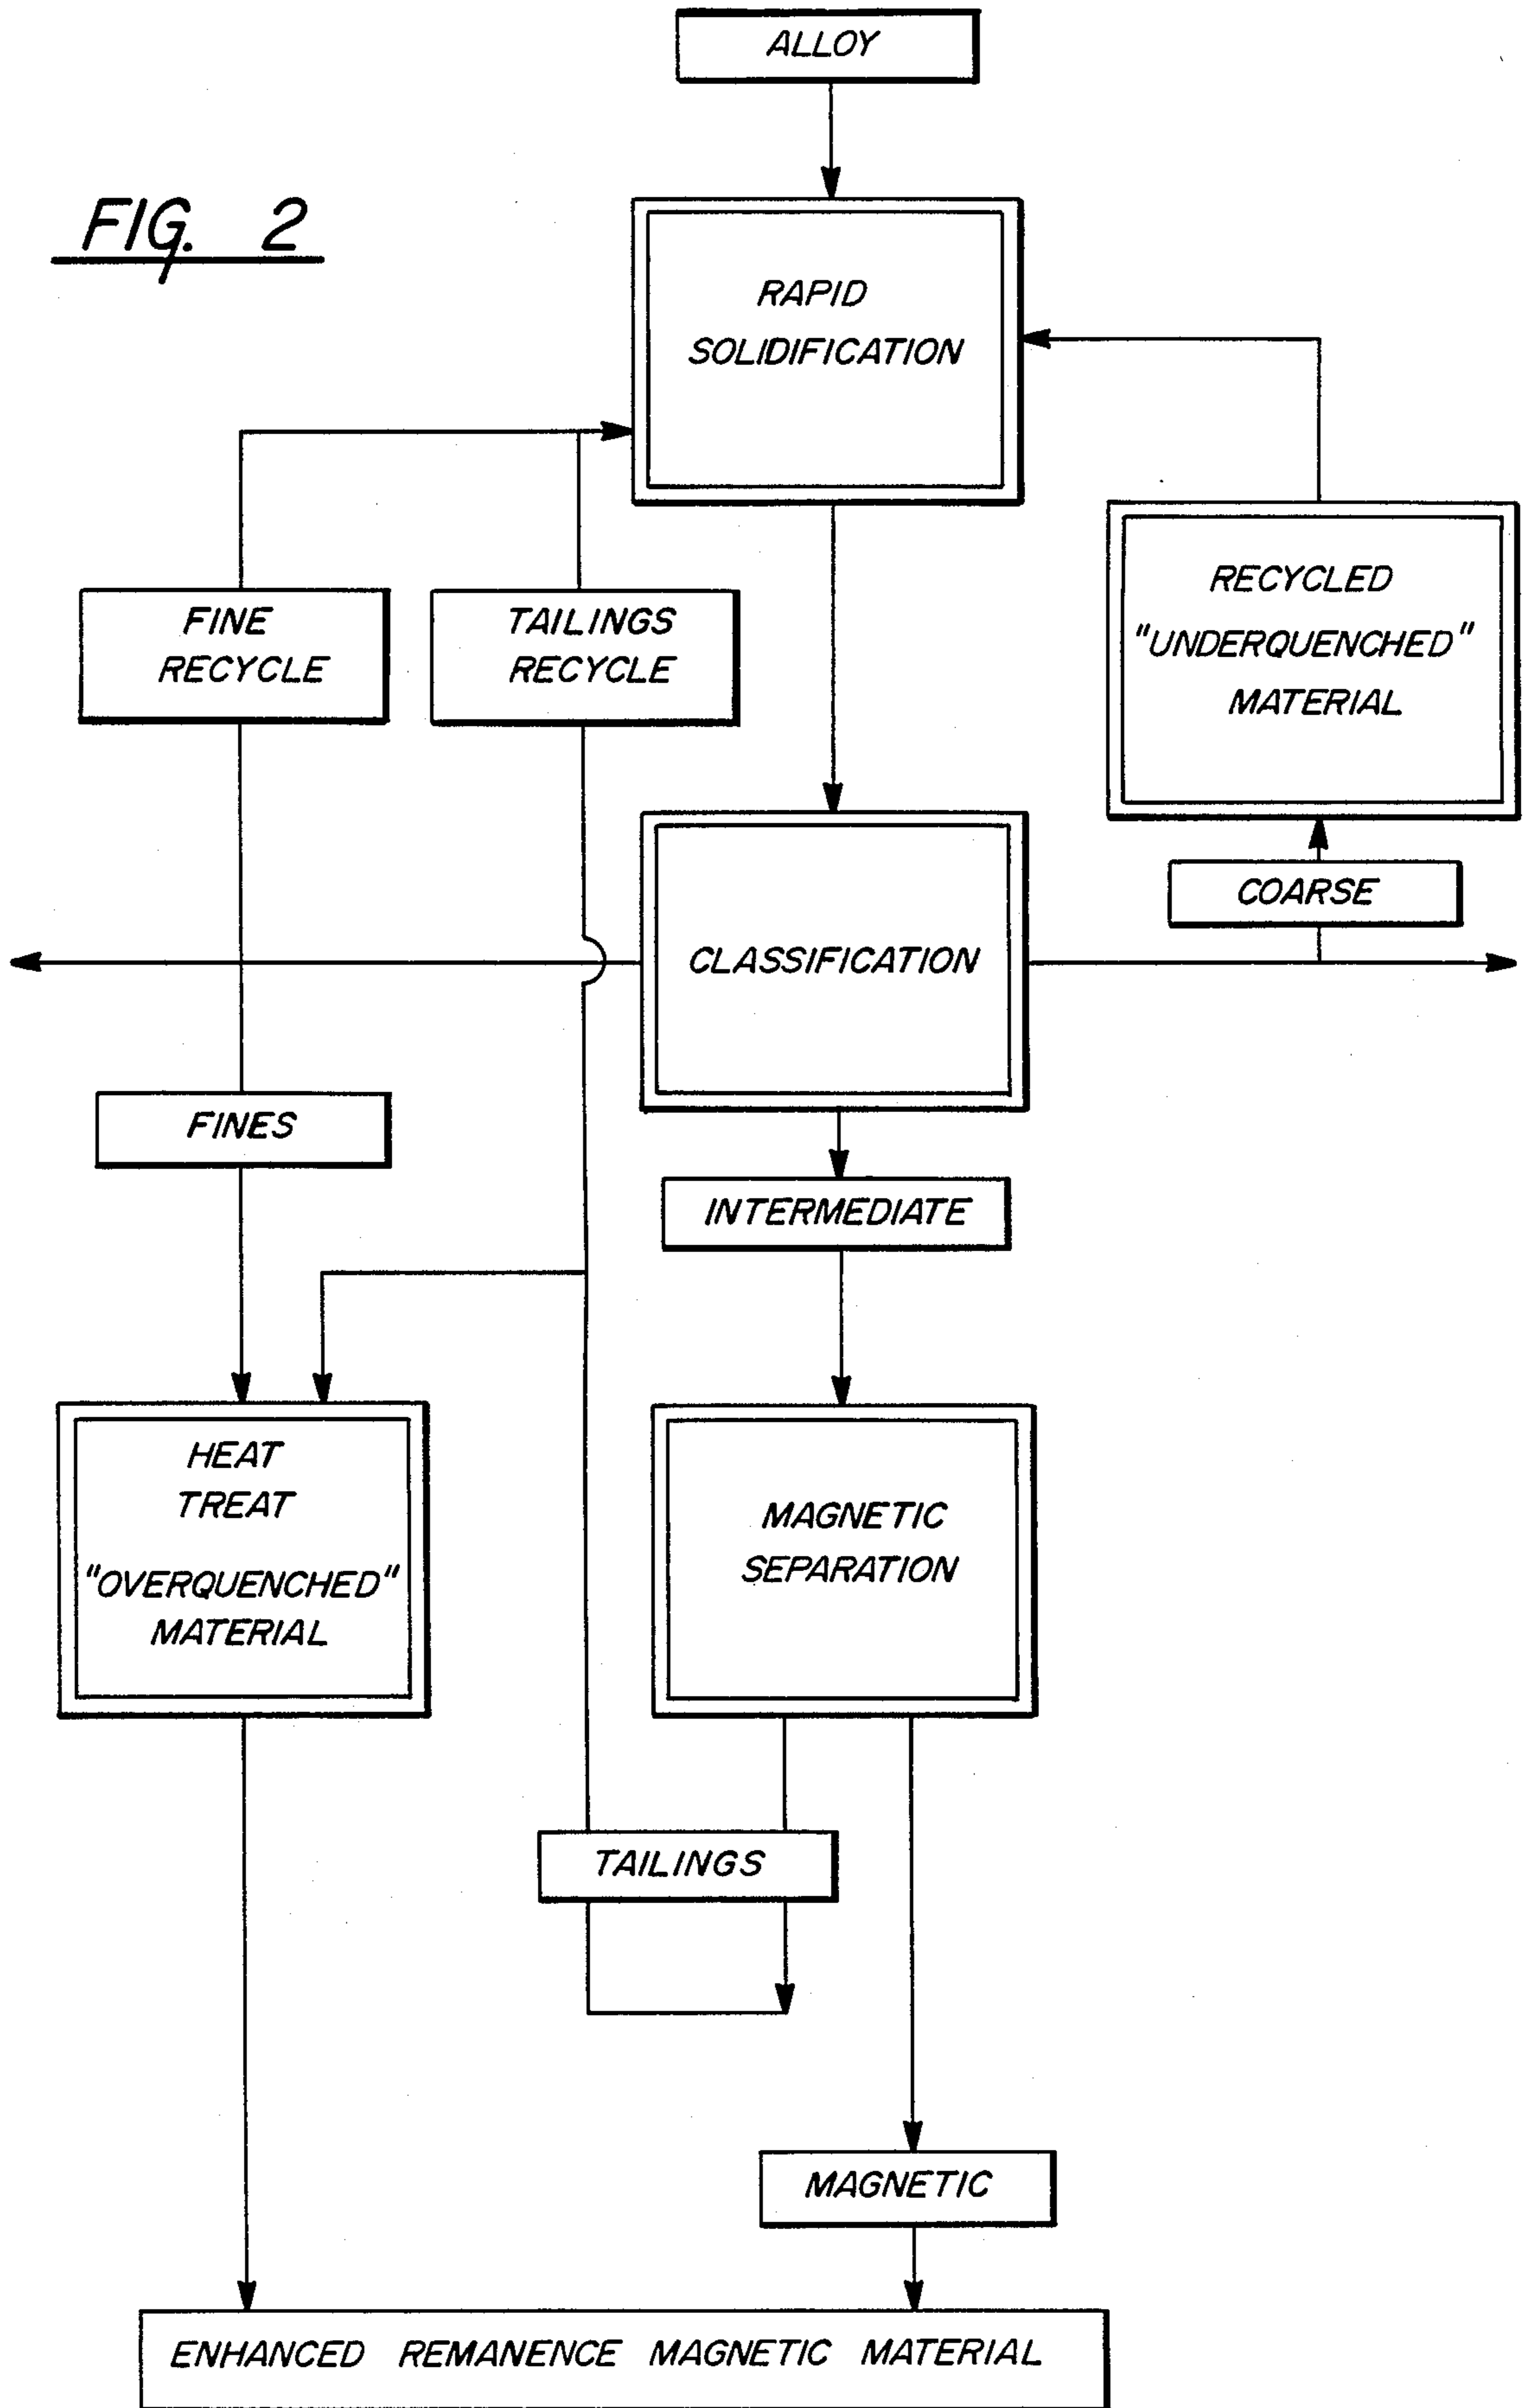 ALLOY
FIG. 2
RAPID
SOLIDIFICATION
FINE
RECYCLE
TAILINGS
RECYCLE
RECYCLED
"UNDERQUENCHED"
MATERIAL
COARSE
CLASSIFICATION
FINES
INTERMEDIATE
HEAT
TREAT
"OVERQUENCHED"
MATERIAL
MAGNETIC
SEPARATION
TAILINGS
MAGNETIC
ENHANCED REMANENCE MAGNETIC MATERIAL